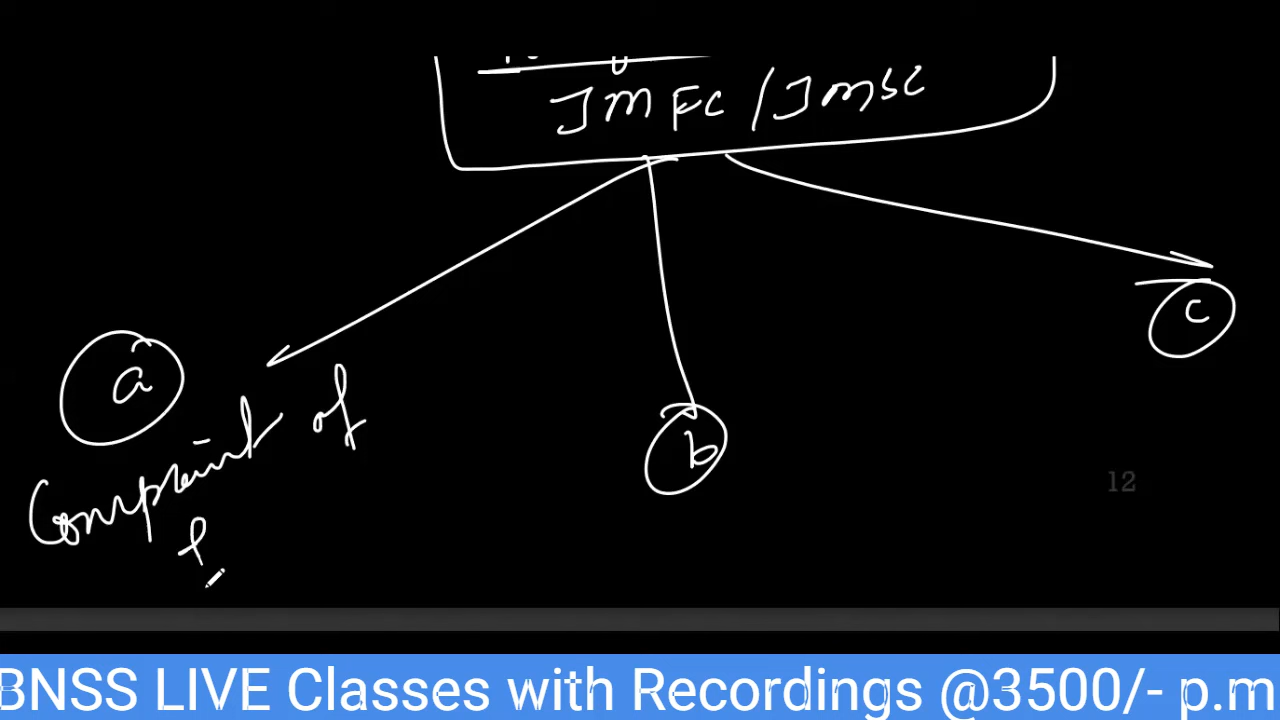 JMFC / JMSC
a
c
Complaint of
b
f
12
BNSS LIVE Classes with Recordings @3500/- p.m